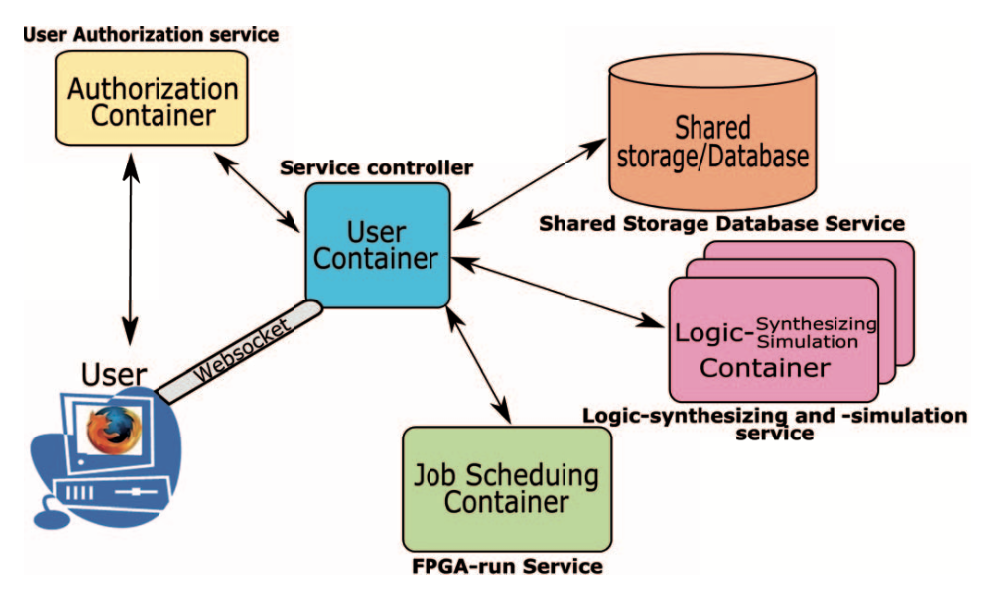 User Authorization service
Authorization
Container
Service controller
User
Container
Shared
storage/Database
Shared Storage Database Service
Logic-Synthesizing
Simulation
Container
Logic-synthesizing and -simulation
service
Websocket
User
Job Scheduing
Container
FPGA-run Service